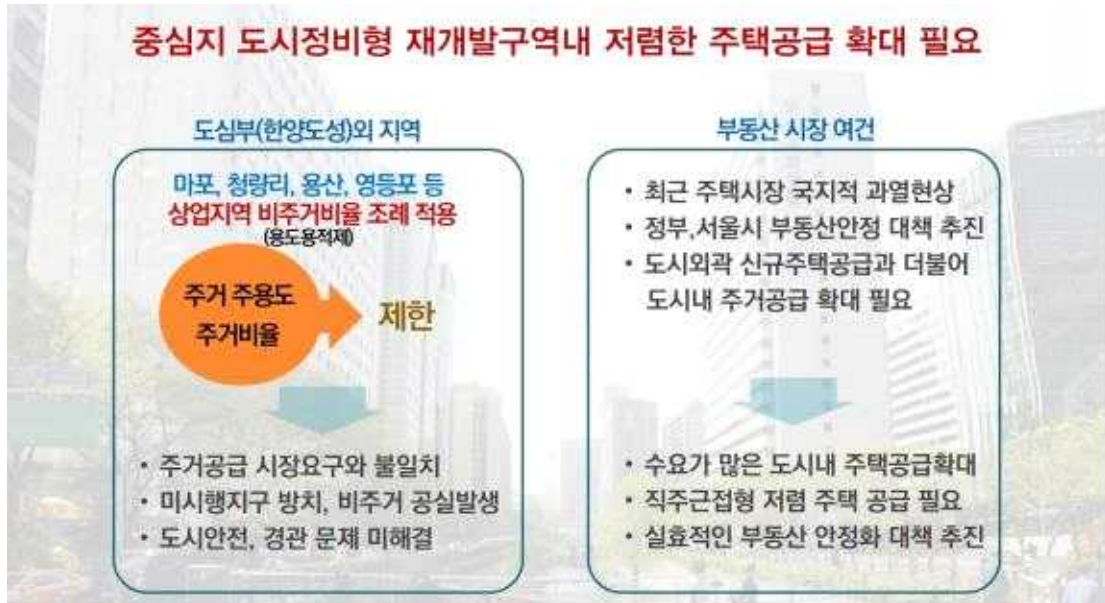 중심지 도시정비형 재개발구역내 저렴한 주택공급 확대 필요
도심부(한양도성)외 지역
마포, 청량리, 용산, 영등포 등
상업지역 비주거비율 조례 적용
(용도용적제)
주거 주용도
주거비율
제한
• 주거공급 시장요구와 불일치
• 미시행지구 방치, 비주거 공실발생
• 도시안전, 경관 문제 미해결
부동산 시장 여건
• 최근 주택시장 국지적 과열현상
• 정부,서울시 부동산안정 대책 추진
• 도시외곽 신규주택공급과 더불어
도시내 주거공급 확대 필요
• 수요가 많은 도시내 주택공급확대
• 직주근접형 저렴 주택 공급 필요
• 실효적인 부동산 안정화 대책 추진